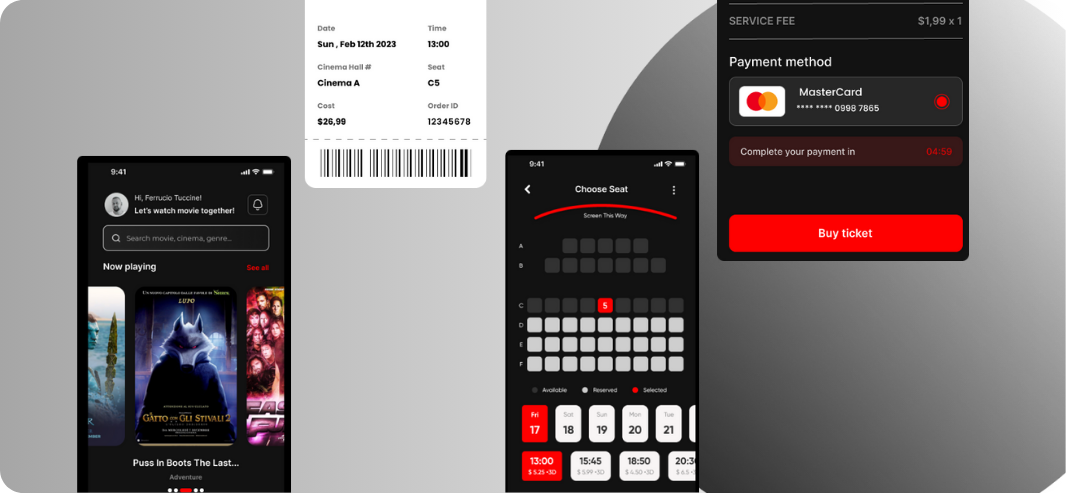 Date Time
Sun , Feb 12th 2023 13:00
Cinema Hall # Seat
Cinema A C5
Cost Order ID
$26,99 12345678
9:41
Hi, Ferrucio Tuccine!
Let's watch movie together!
Search movie, cinema, genre...
Now playing See all
LUPO
IL GATTO CON GLI STIVALI 2
Puss In Boots The Last...
Adventure
9:41
Choose Seat
Screen This Way
A
B
C 5
D
E
F
Available Reserved Selected
Fri Sat Sun Mon Tue
17 18 19 20 21
13:00 15:45 18:50 20:30
$ 5.25 •3D $ 5.99 •3D $ 4.50 •3D $ 6.5 •
SERVICE FEE $1,99 x 1
Payment method
MasterCard
**** **** 0998 7865
Complete your payment in 04:59
Buy ticket